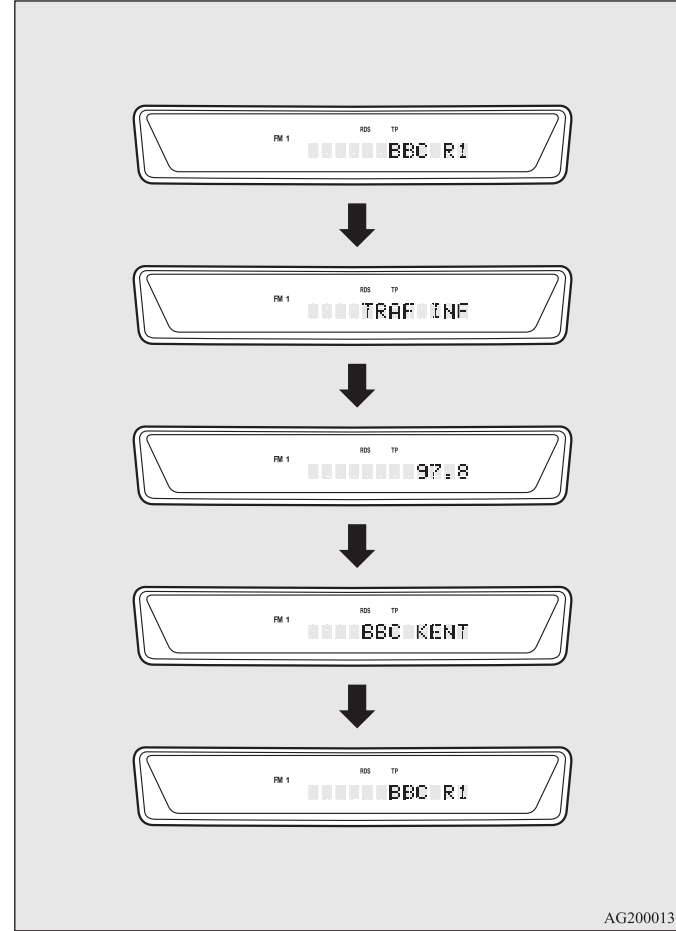 RDS TP
FM 1
BBC R1
RDS TP
FM 1
TRAF INF
RDS TP
FM 1
97.8
RDS TP
FM 1
BBC KENT
RDS TP
FM 1
BBC R1
AG200013